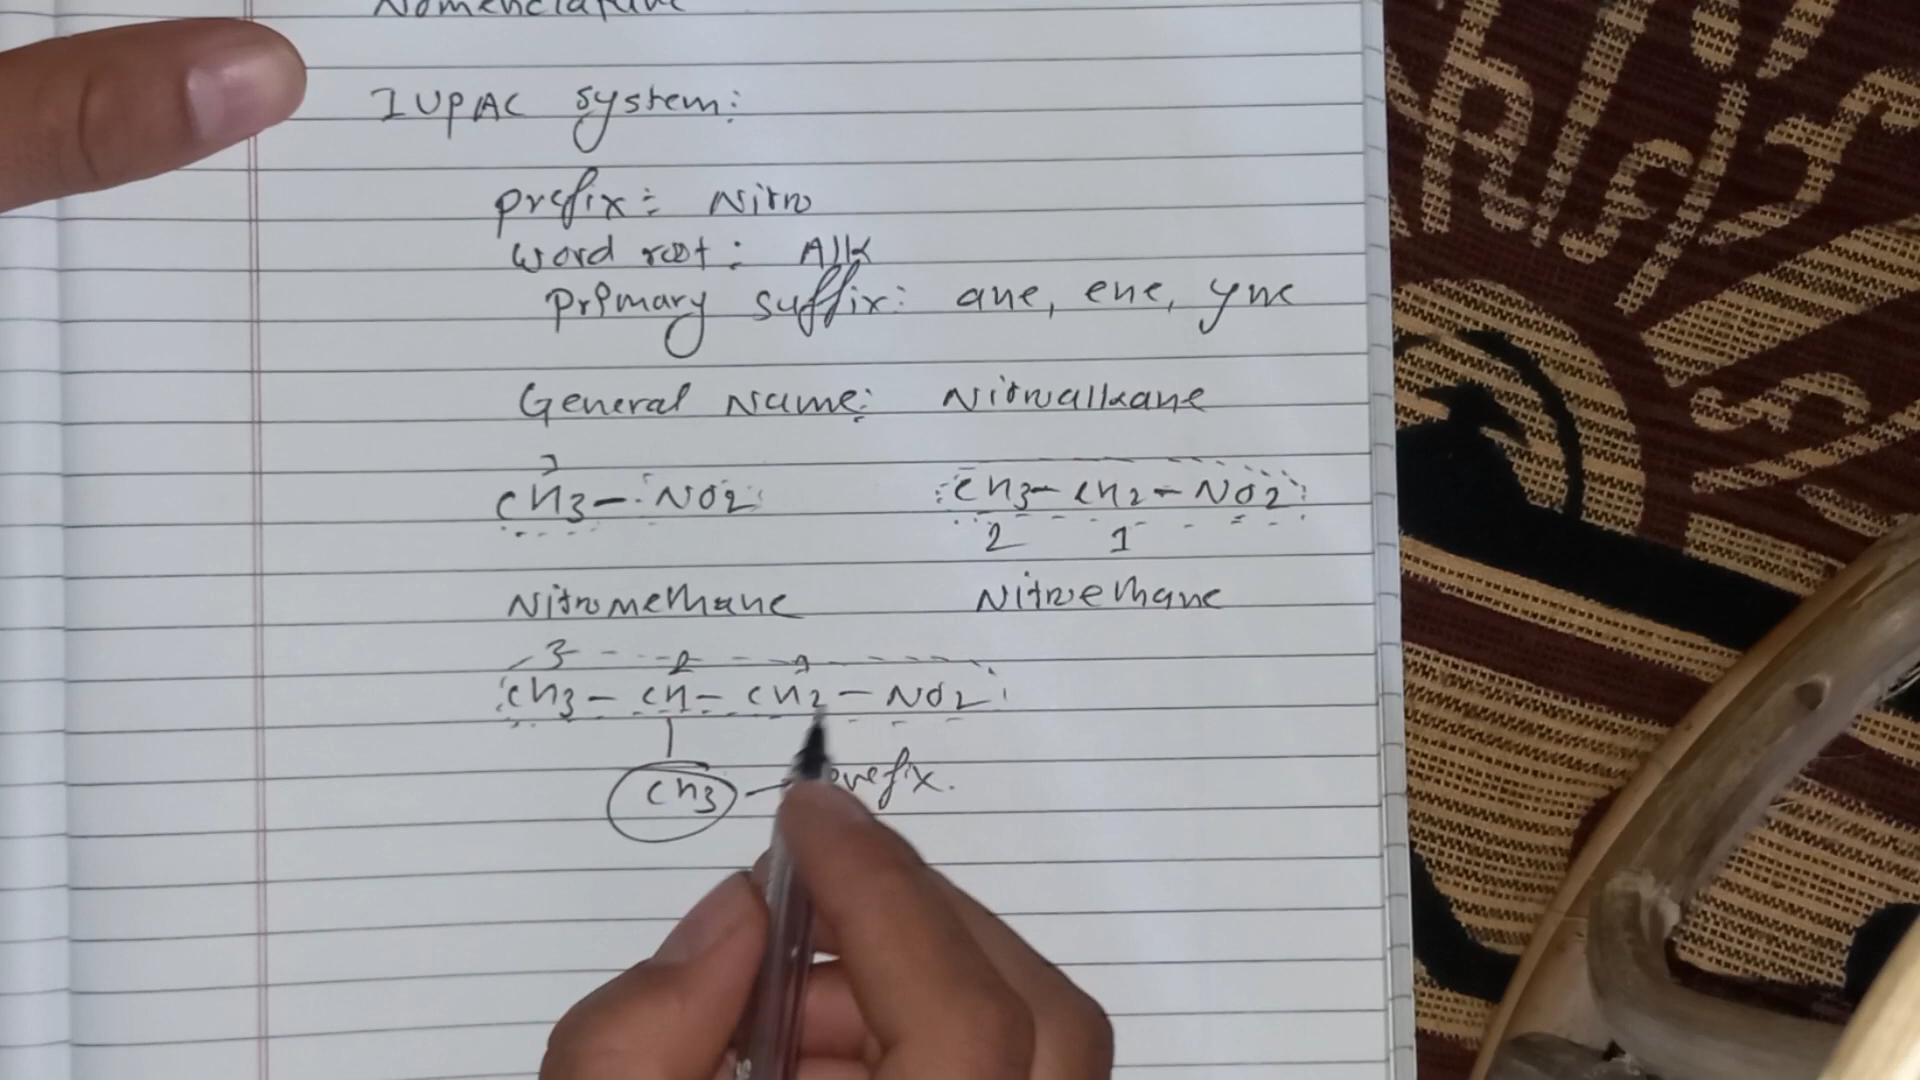 Nomenclature
IUPAC system:
prefix: Nitro
word root: Alk
Primary suffix: ane, ene, yne
General Name: Nitroalkane
CH3- NO2 CH3- CH2- NO2
2 1
Nitromethane Nitroethane
3 2 1
CH3 - CH - CH2 - NO2
CH3 prefix.